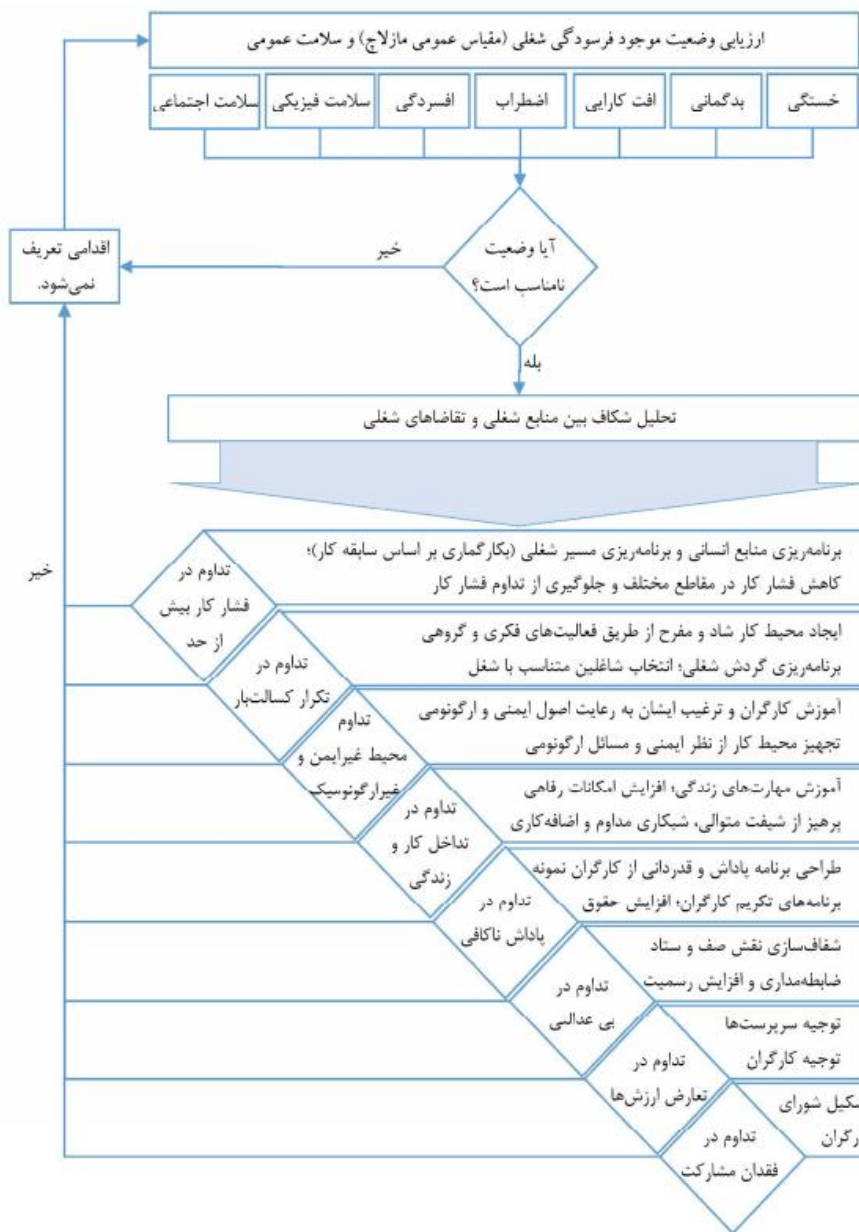 ارزیابی وضعیت موجود فرسودگی شغلی (مقیاس عمومی مازلاچ) و سلامت عمومی
خستگی
بدگمانی
افت کارایی
اضطراب
افسردگی
سلامت فیزیکی
سلامت اجتماعی
آیا وضعیت
نامناسب است؟
خیر
اقدامی تعریف
نمی‌شود.
بله
تحلیل شکاف بین منابع شغلی و تقاضاهای شغلی
برنامه‌ریزی منابع انسانی و برنامه‌ریزی مسیر شغلی (بکارگماری بر اساس سابقه کار)؛
کاهش فشار کار در مقاطع مختلف و جلوگیری از تداوم فشار کار
تداوم در
فشار کار بیش
از حد
خیر
ایجاد محیط کار شاد و مفرح از طریق فعالیت‌های فکری و گروهی
برنامه‌ریزی گردش شغلی؛ انتخاب شاغلین متناسب با شغل
تداوم در
تکرار کسالت‌بار
آموزش کارگران و ترغیب ایشان به رعایت اصول ایمنی و ارگونومی
تجهیز محیط کار از نظر ایمنی و مسائل ارگونومی
تداوم
محیط غیرایمن و
غیرارگونومیک
آموزش مهارت‌های زندگی؛ افزایش امکانات رفاهی
پرهیز از شیفت متوالی، شبکاری مداوم و اضافه‌کاری
تداوم در
تداخل کار و
زندگی
طراحی برنامه پاداش و قدردانی از کارگران نمونه
برنامه‌های تکریم کارگران؛ افزایش حقوق
تداوم در
پاداش ناکافی
شفاف‌سازی نقش صف و ستاد
ضابطه‌مداری و افزایش رسمیت
تداوم در
بی عدالتی
توجیه سرپرست‌ها
توجیه کارگران
تداوم در
تعارض ارزش‌ها
شورای
تداوم در
فقدان مشارکت